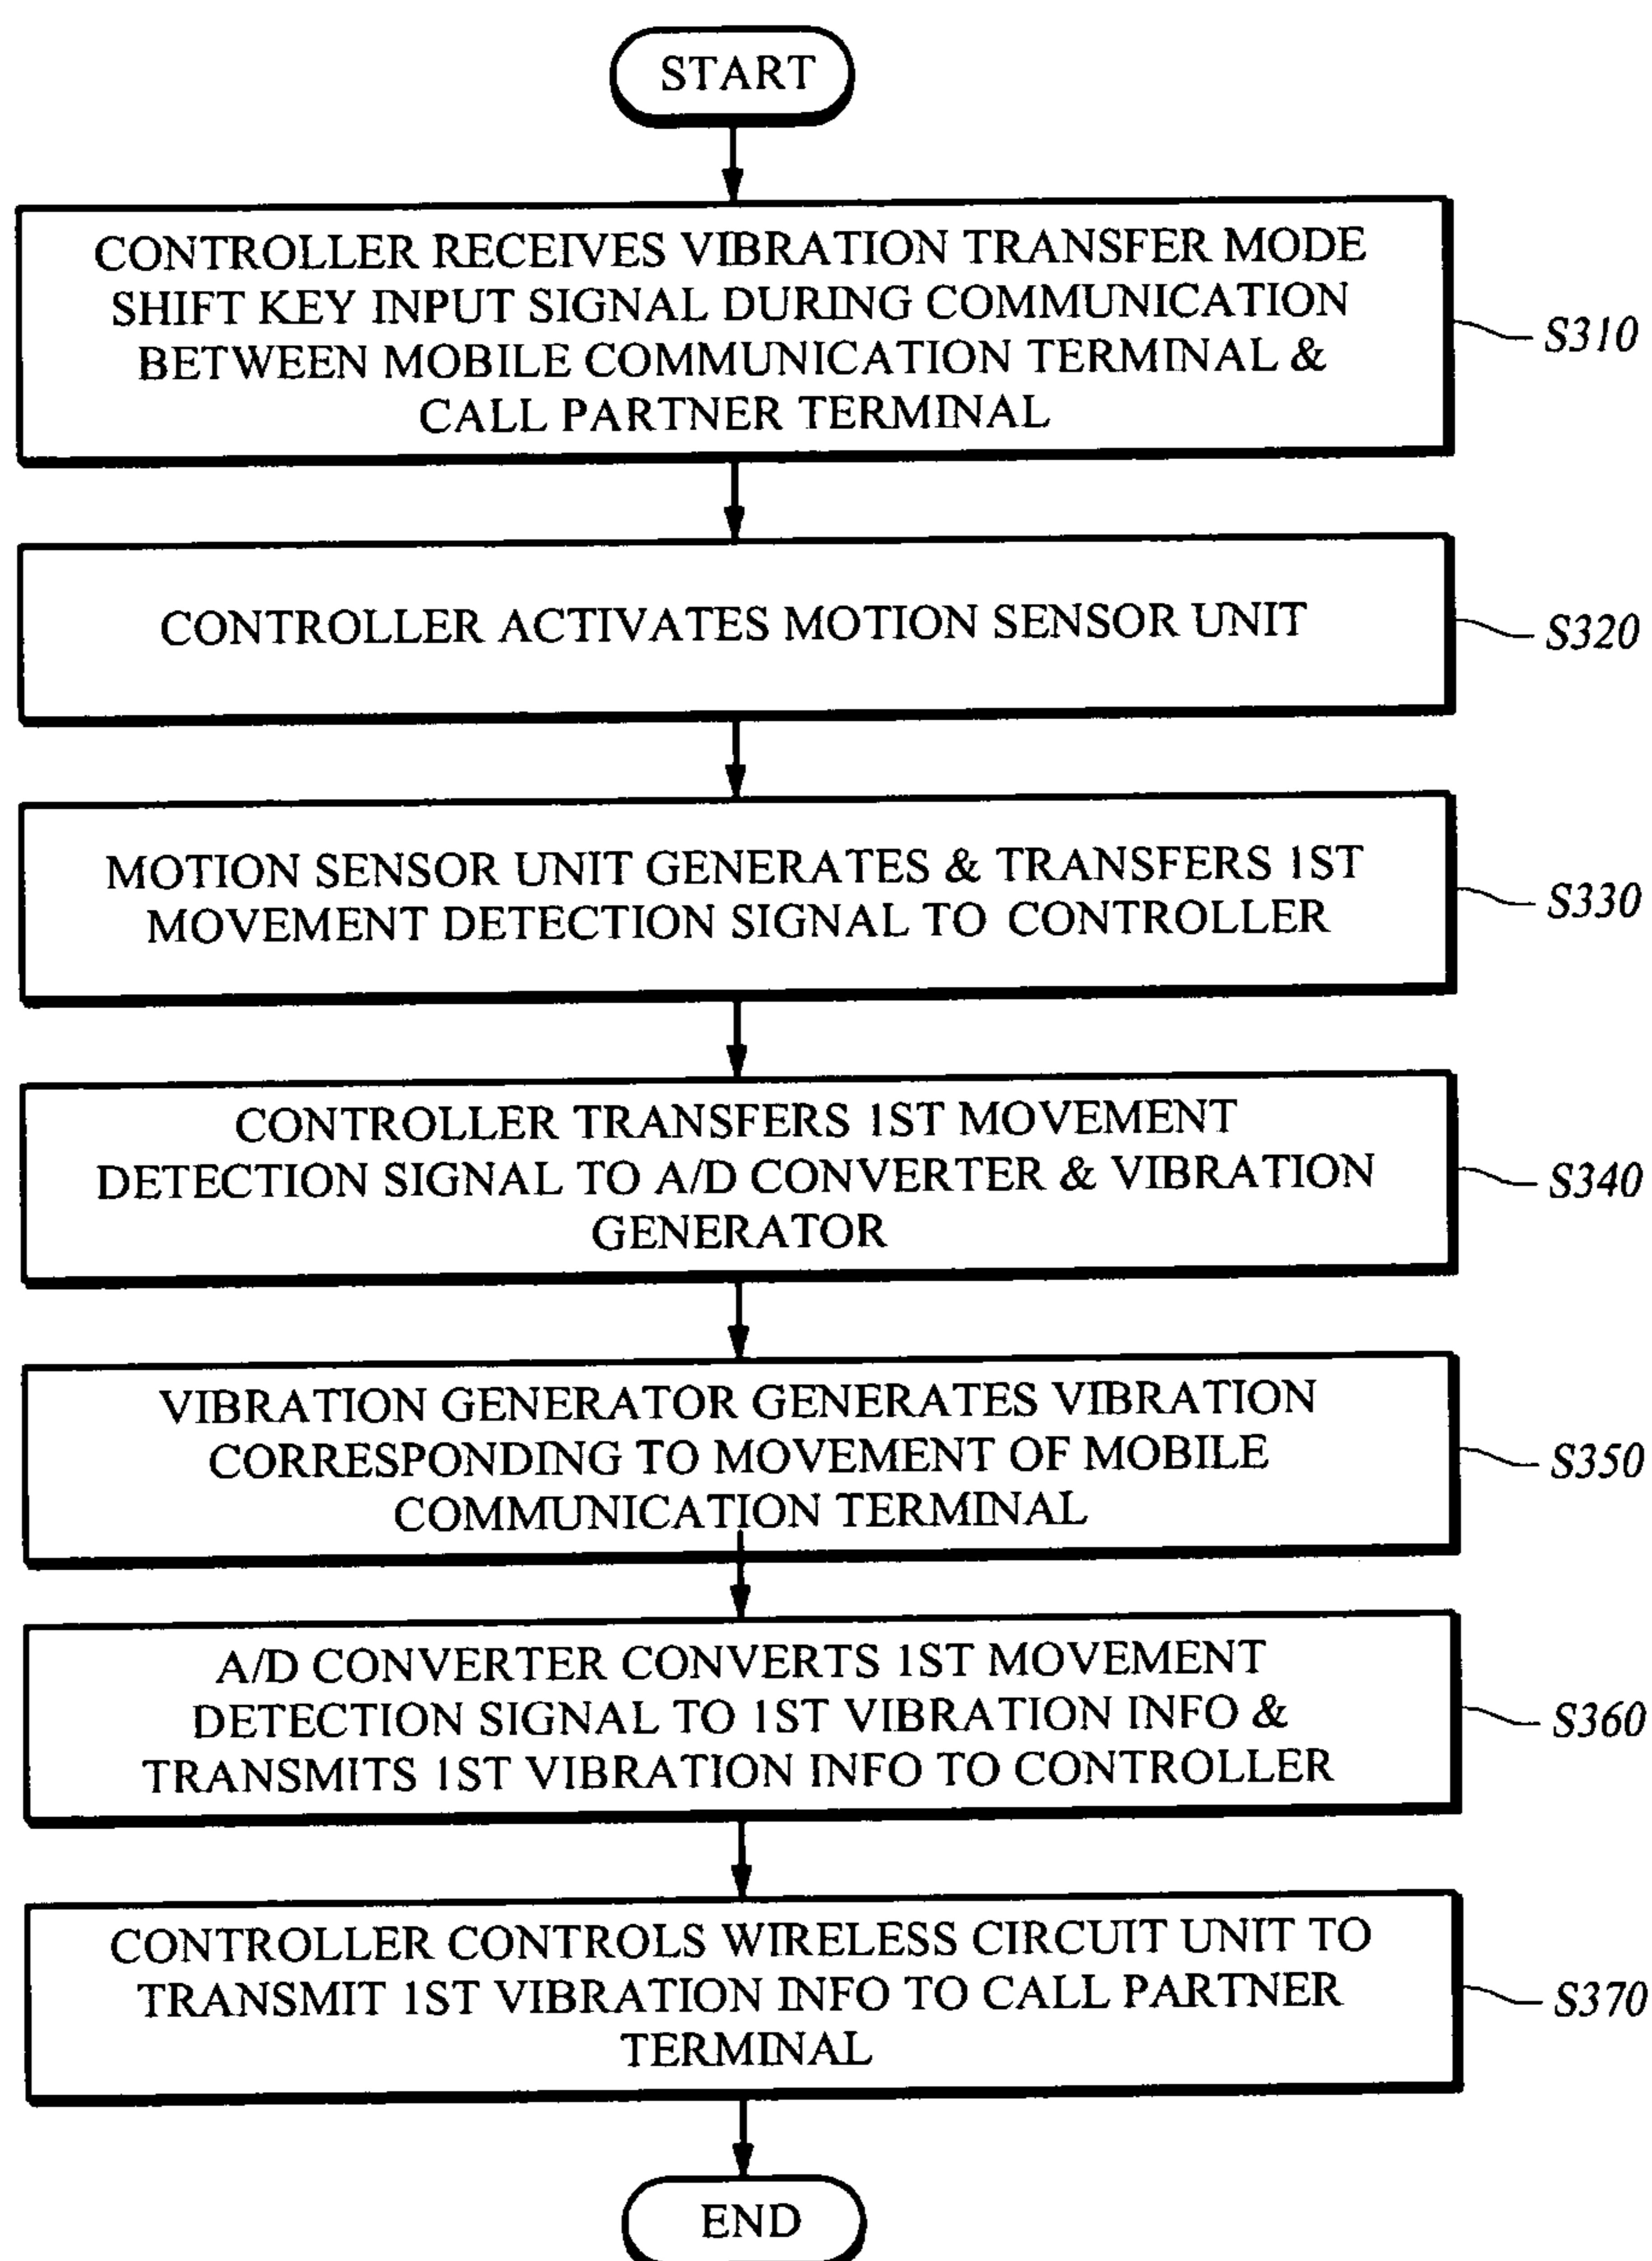 START
CONTROLLER RECEIVES VIBRATION TRANSFER MODE
SHIFT KEY INPUT SIGNAL DURING COMMUNICATION
BETWEEN MOBILE COMMUNICATION TERMINAL &
CALL PARTNER TERMINAL
S310
CONTROLLER ACTIVATES MOTION SENSOR UNIT
S320
MOTION SENSOR UNIT GENERATES & TRANSFERS 1ST
MOVEMENT DETECTION SIGNAL TO CONTROLLER
S330
CONTROLLER TRANSFERS 1ST MOVEMENT
DETECTION SIGNAL TO A/D CONVERTER & VIBRATION
GENERATOR
S340
VIBRATION GENERATOR GENERATES VIBRATION
CORRESPONDING TO MOVEMENT OF MOBILE
COMMUNICATION TERMINAL
S350
A/D CONVERTER CONVERTS 1ST MOVEMENT
DETECTION SIGNAL TO 1ST VIBRATION INFO &
TRANSMITS 1ST VIBRATION INFO TO CONTROLLER
S360
CONTROLLER CONTROLS WIRELESS CIRCUIT UNIT TO
TRANSMIT 1ST VIBRATION INFO TO CALL PARTNER
TERMINAL
S370
END